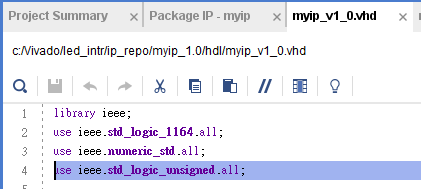 Project Summary × Package IP - myip × myip_v1_0.vhd ×
c:/Vivado/led_intr/ip_repo/myip_1.0/hdl/myip_v1_0.vhd
1 library ieee;
2 use ieee.std_logic_1164.all;
3 use ieee.numeric_std.all;
4 use ieee.std_logic_unsigned.all;